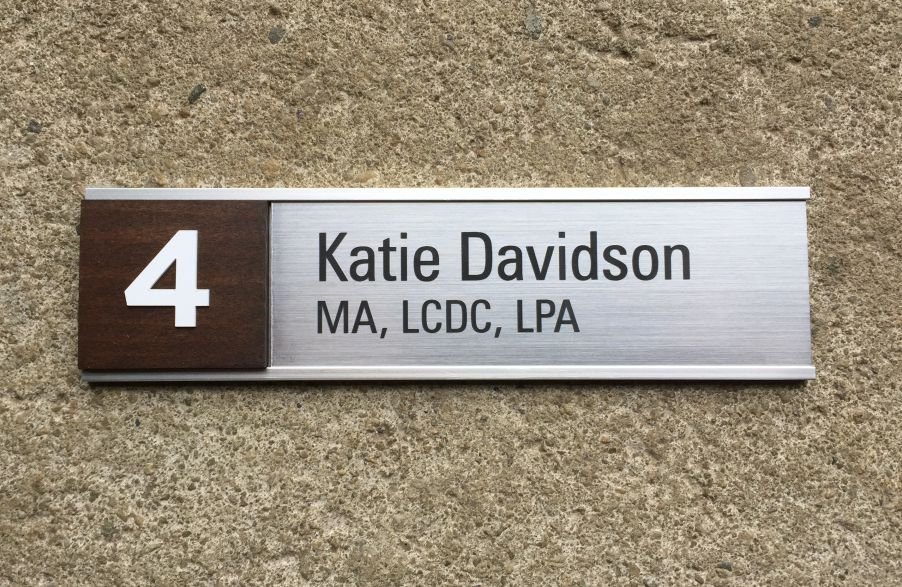 4
Katie Davidson
MA, LCDC, LPA